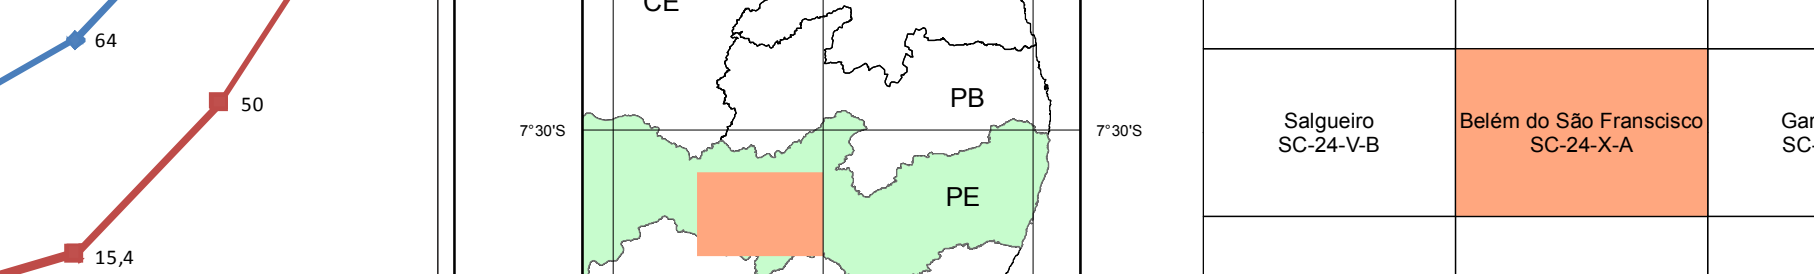 64
50
15,4
CE
PB
7°30'S
7°30'S
PE
Salgueiro
SC-24-V-B
Belém do São Franscisco
SC-24-X-A